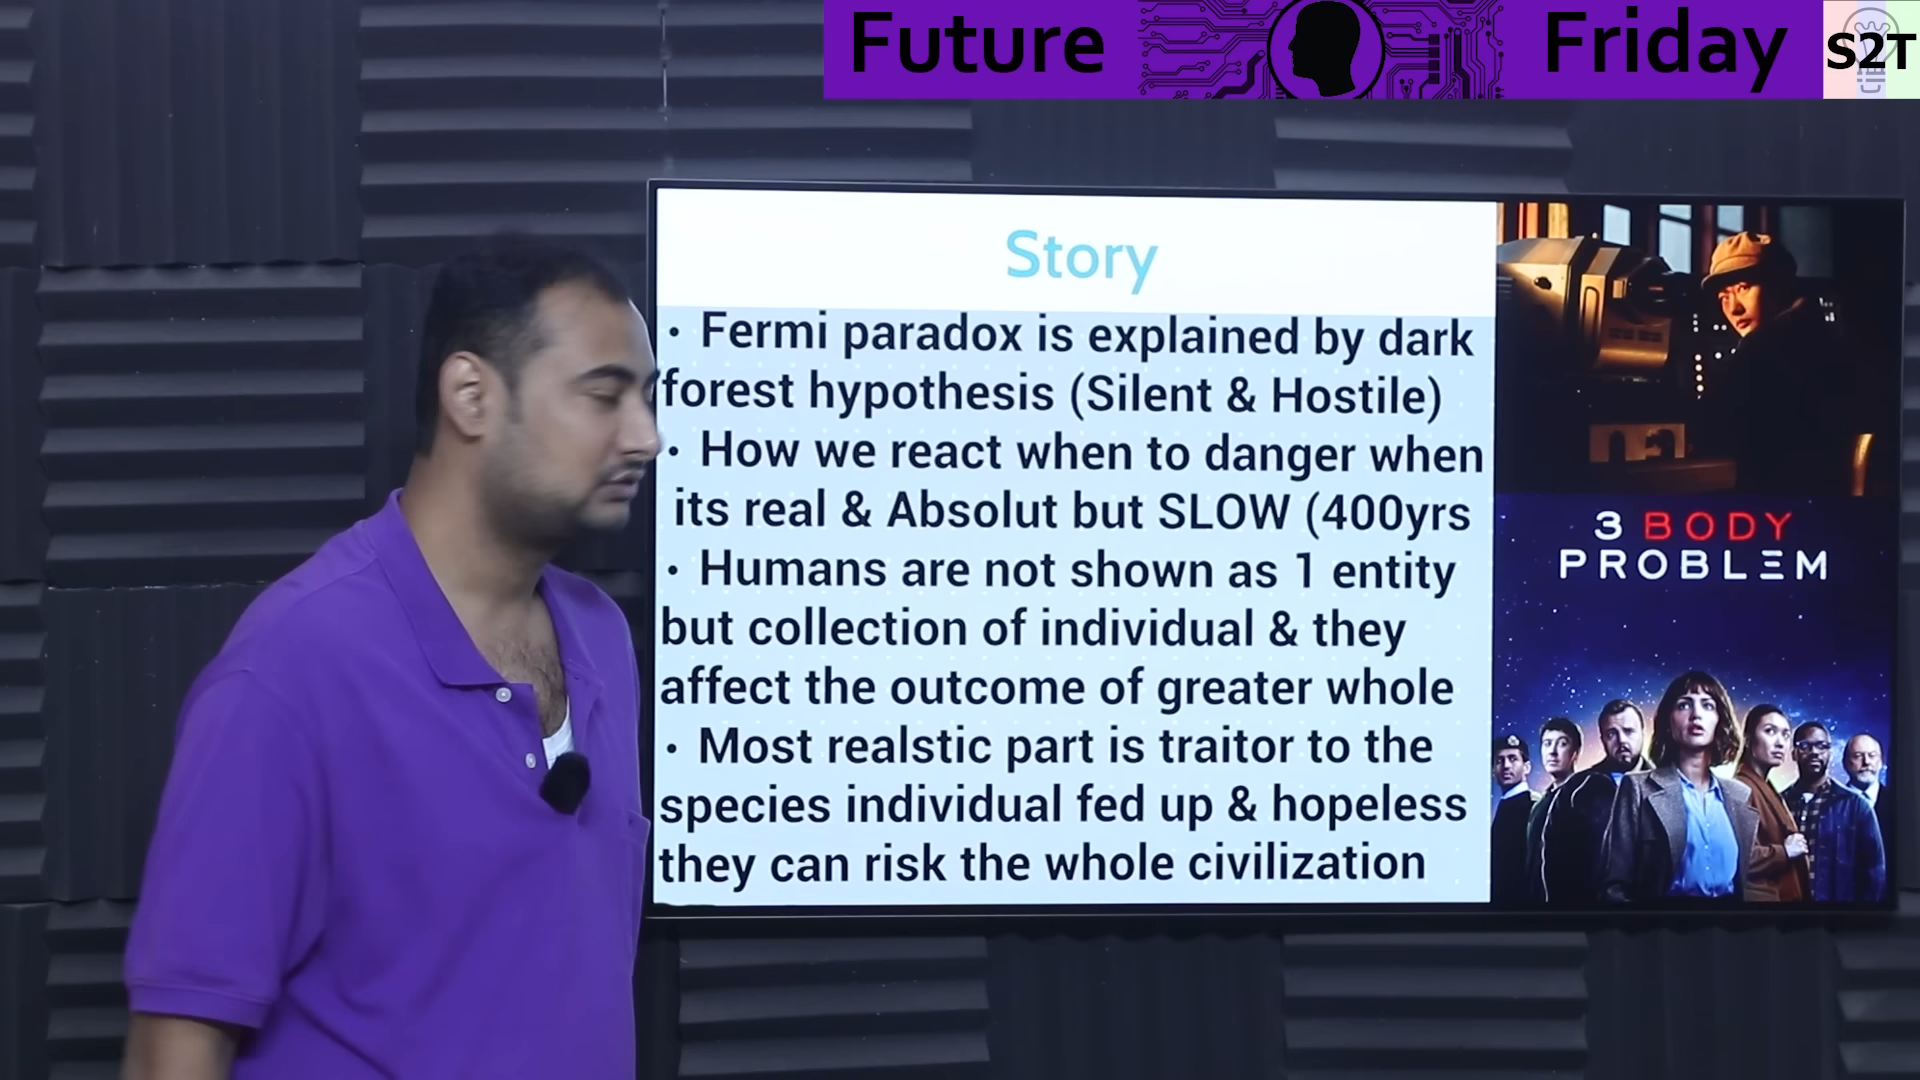 Future Friday S2T
Story
• Fermi paradox is explained by dark
forest hypothesis (Silent & Hostile)
• How we react when to danger when
its real & Absolut but SLOW (400yrs
• Humans are not shown as 1 entity
but collection of individual & they
affect the outcome of greater whole
• Most realstic part is traitor to the
species individual fed up & hopeless
they can risk the whole civilization
3 BODY
PROBLEM